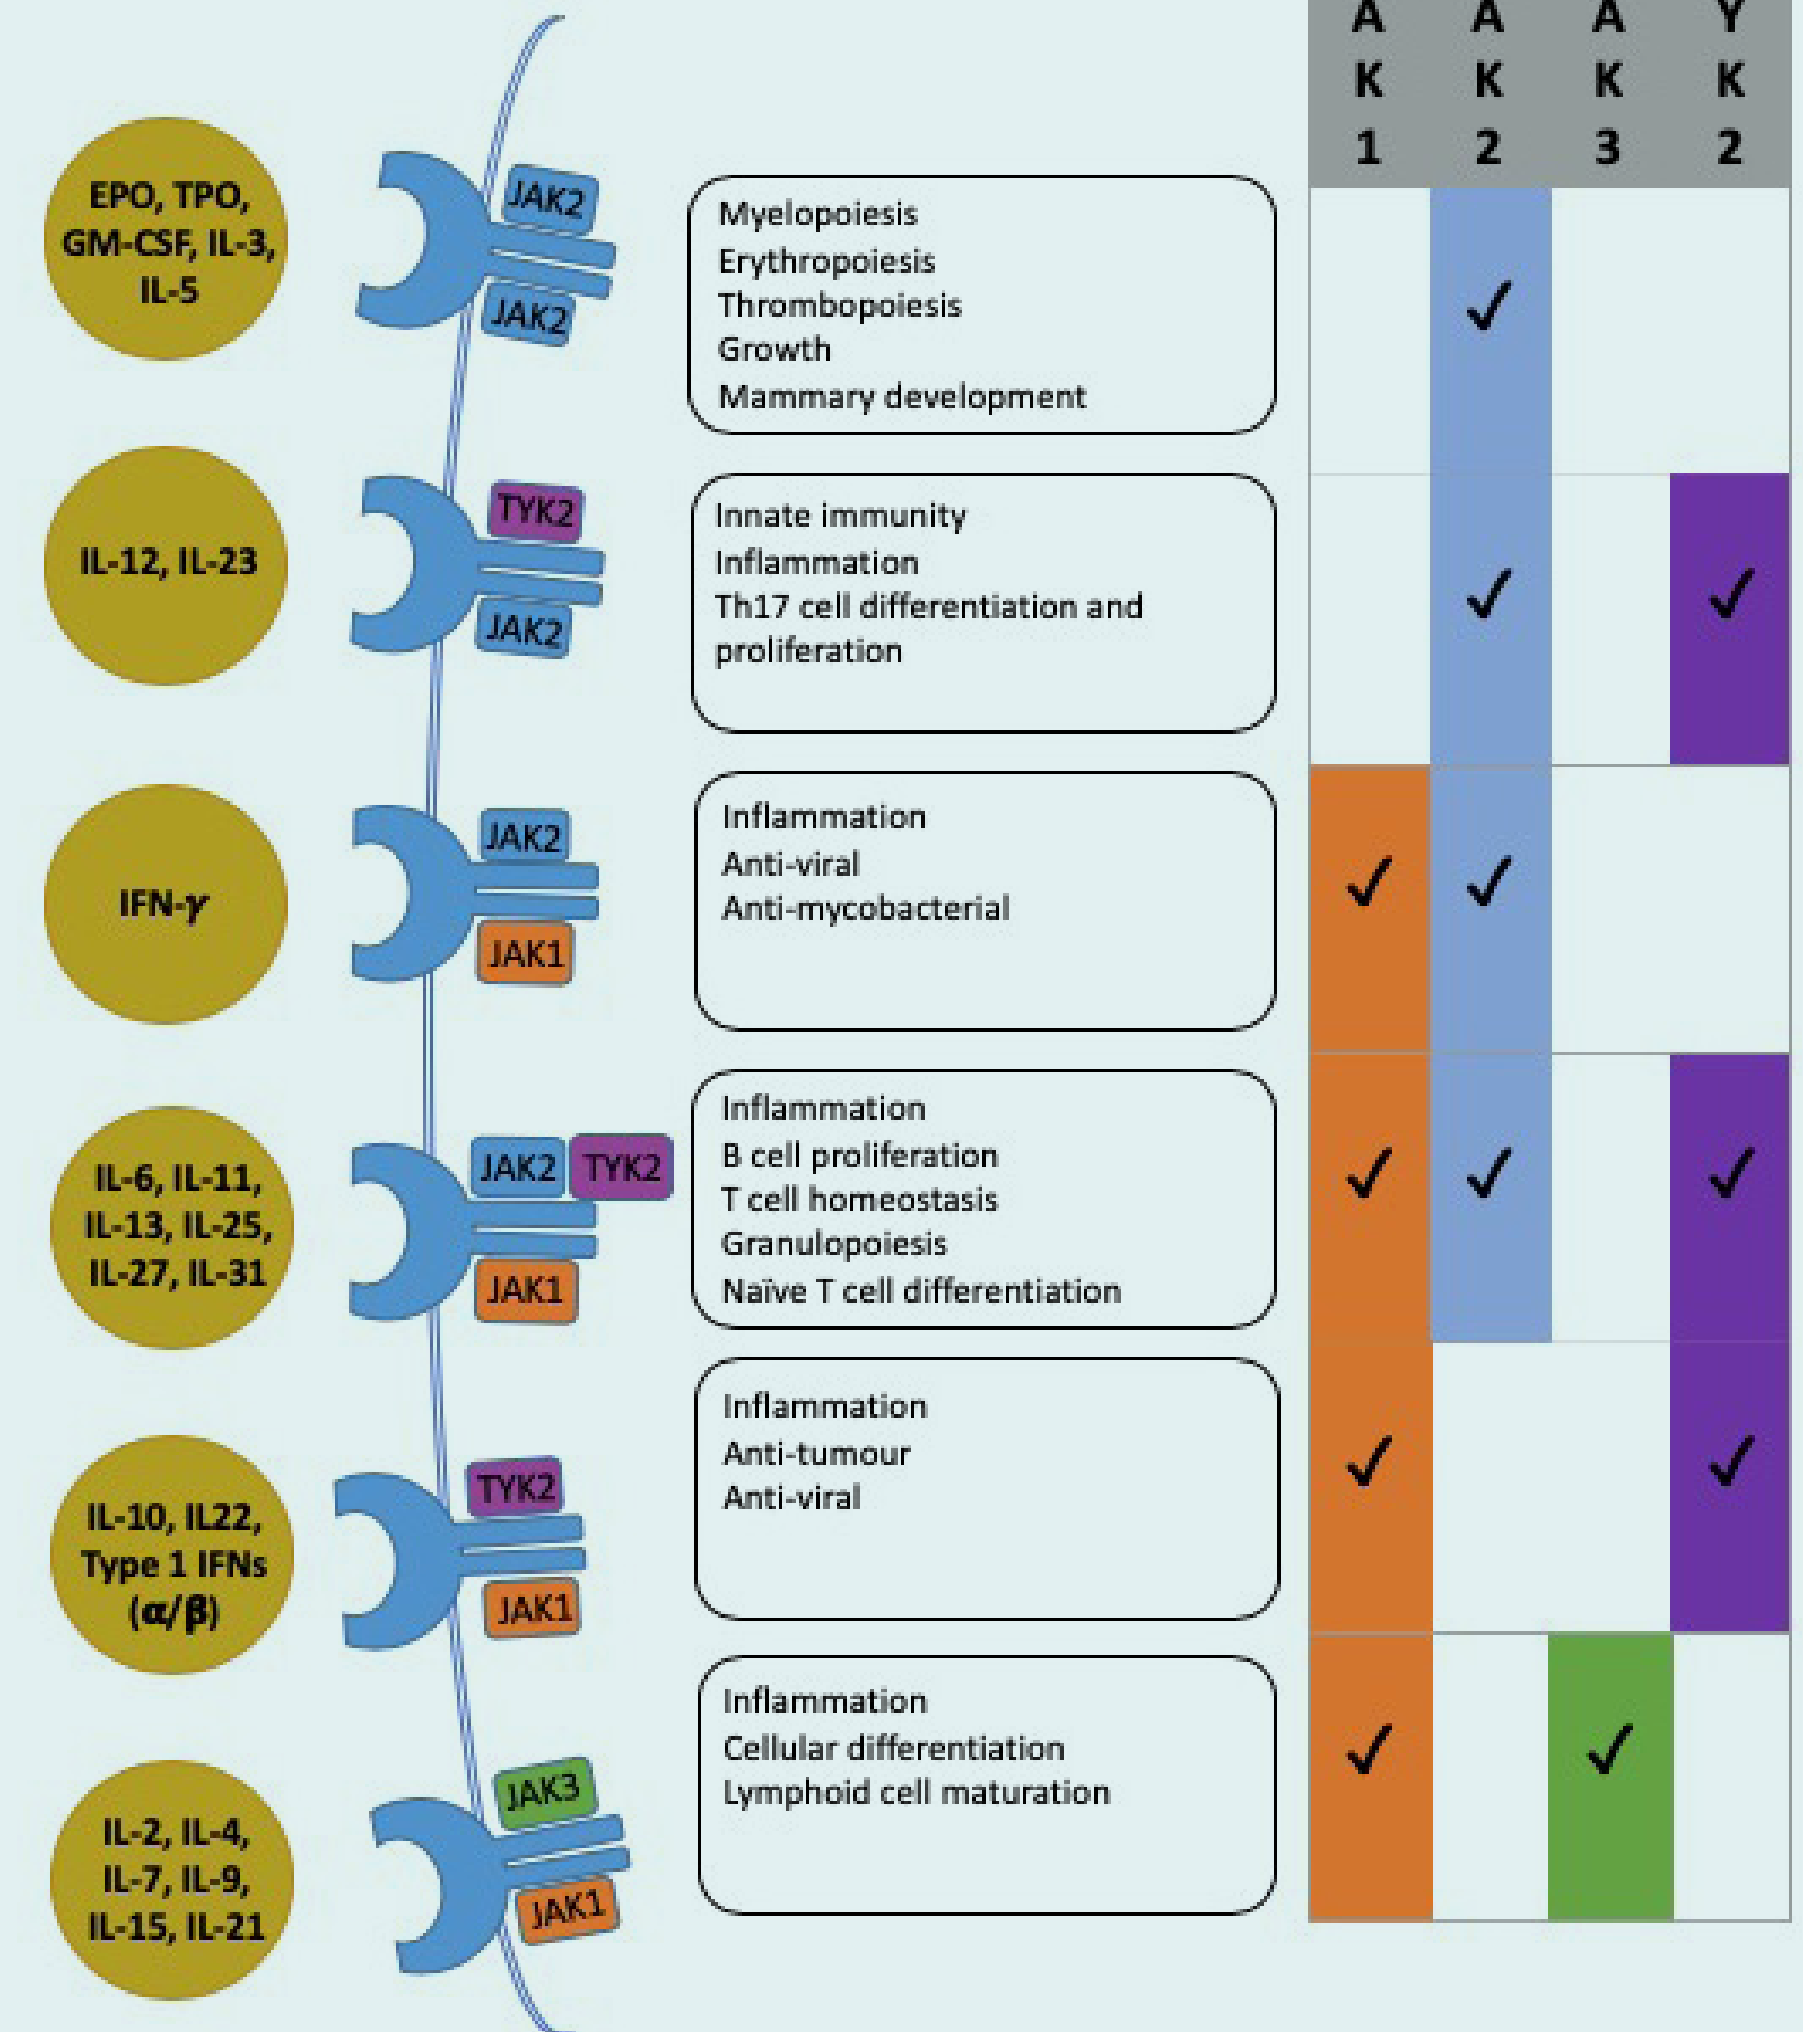 A A A Y
K K K K
1 2 3 2
EPO, TPO,
GM-CSF, IL-3,
IL-5
JAK2
JAK2
Myelopoiesis
Erythropoiesis
Thrombopoiesis
Growth
Mammary development
✓
IL-12, IL-23
TYK2
JAK2
Innate immunity
Inflammation
Th17 cell differentiation and
proliferation
✓ ✓
IFN-γ
JAK2
JAK1
Inflammation
Anti-viral
Anti-mycobacterial
✓ ✓
IL-6, IL-11,
IL-13, IL-25,
IL-27, IL-31
JAK2 TYK2
JAK1
Inflammation
B cell proliferation
T cell homeostasis
Granulopoiesis
Naïve T cell differentiation
✓ ✓ ✓
IL-10, IL22,
Type 1 IFNs
(α/β)
TYK2
JAK1
Inflammation
Anti-tumour
Anti-viral
✓ ✓
IL-2, IL-4,
IL-7, IL-9,
IL-15, IL-21
JAK3
JAK1
Inflammation
Cellular differentiation
Lymphoid cell maturation
✓ ✓